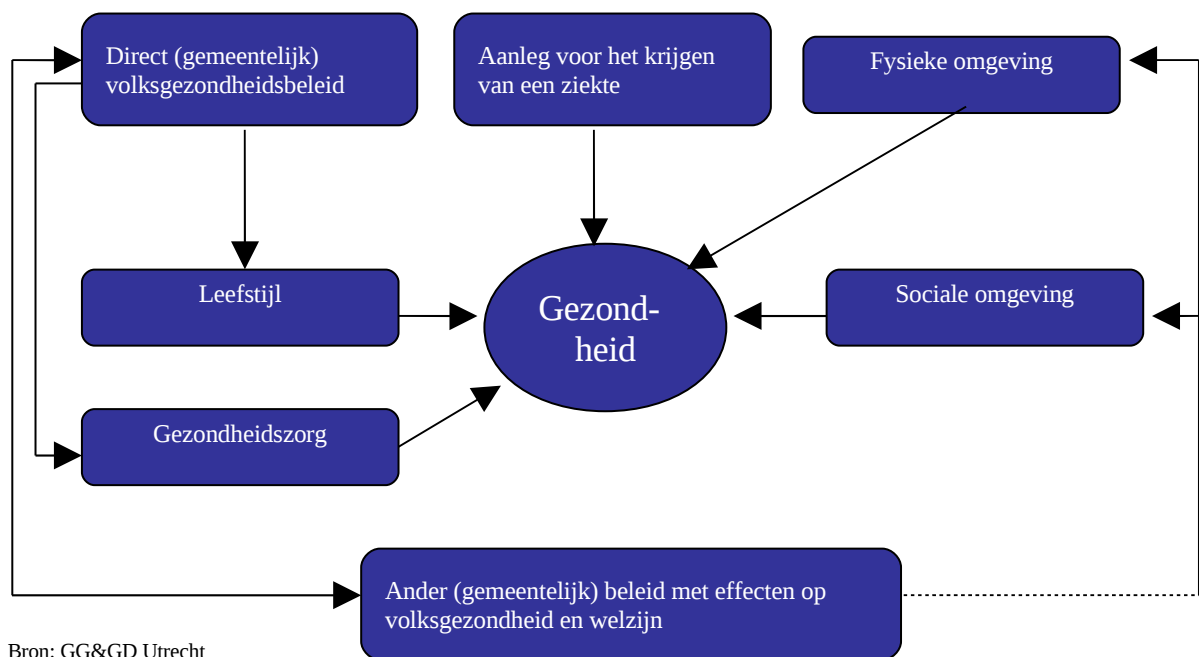 Direct (gemeentelijk)
volksgezondheidsbeleid
Aanleg voor het krijgen
van een ziekte
Fysieke omgeving
Leefstijl
Gezond-
heid
Sociale omgeving
Gezondheidszorg
Ander (gemeentelijk) beleid met effecten op
volksgezondheid en welzijn
Bron: GG&GD Utrecht